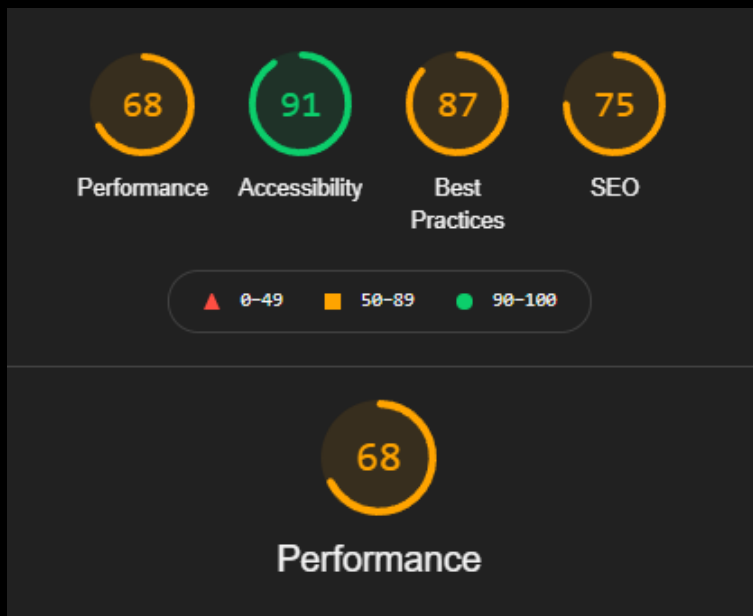 68 91 87 75
Performance Accessibility Best Practices SEO
0–49 50–89 90–100
68
Performance